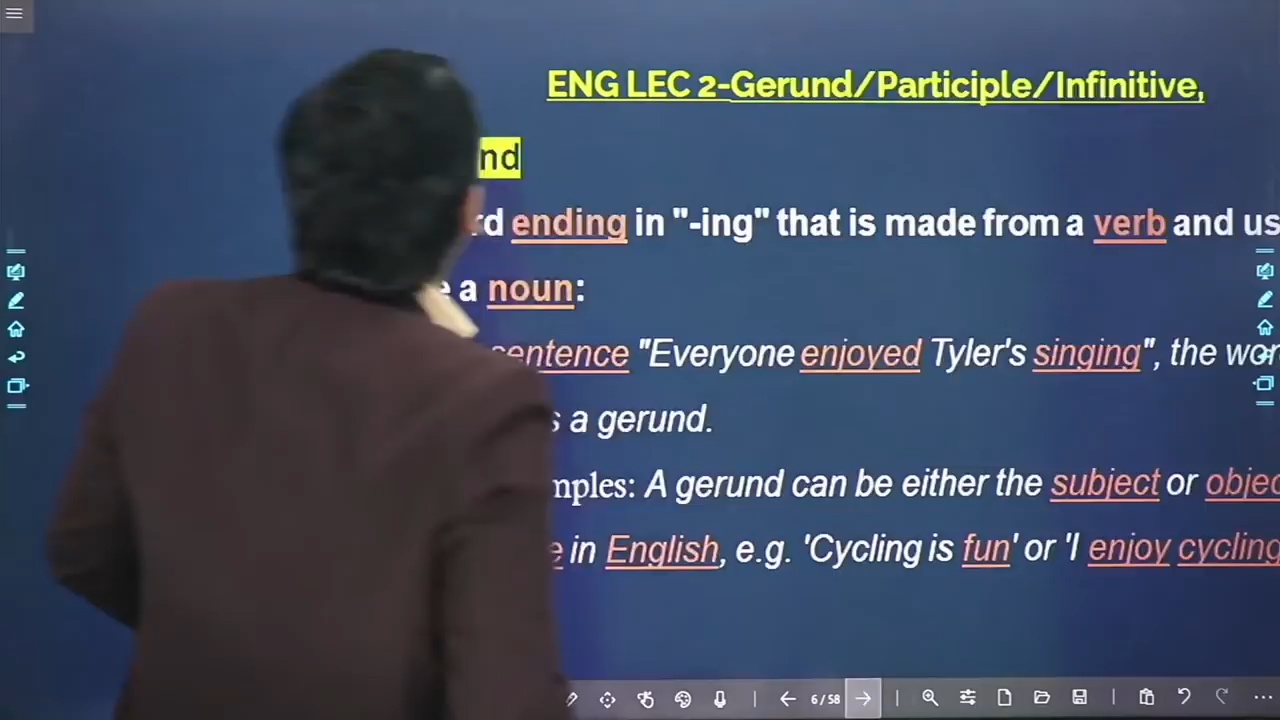 ENG LEC 2-Gerund/Participle/Infinitive,
nd
rd ending in "-ing" that is made from a verb and us
a noun:
sentence "Everyone enjoyed Tyler's singing", the wor
s a gerund.
mples: A gerund can be either the subject or objec
e in English, e.g. 'Cycling is fun' or 'I enjoy cycling
6/58